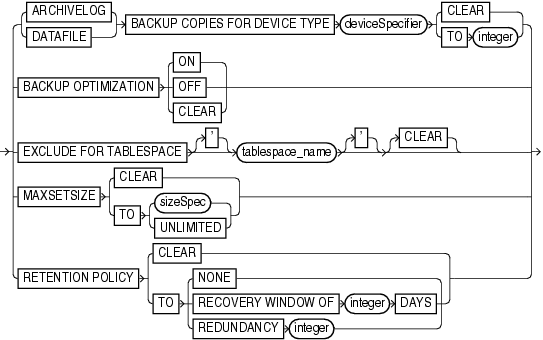 ARCHIVELOG
DATAFILE
BACKUP COPIES FOR DEVICE TYPE
deviceSpecifier
CLEAR
TO
integer
BACKUP OPTIMIZATION
ON
OFF
CLEAR
EXCLUDE FOR TABLESPACE
'
tablespace_name
'
CLEAR
MAXSETSIZE
CLEAR
TO
sizeSpec
UNLIMITED
RETENTION POLICY
CLEAR
TO
NONE
RECOVERY WINDOW OF
integer
DAYS
REDUNDANCY
integer